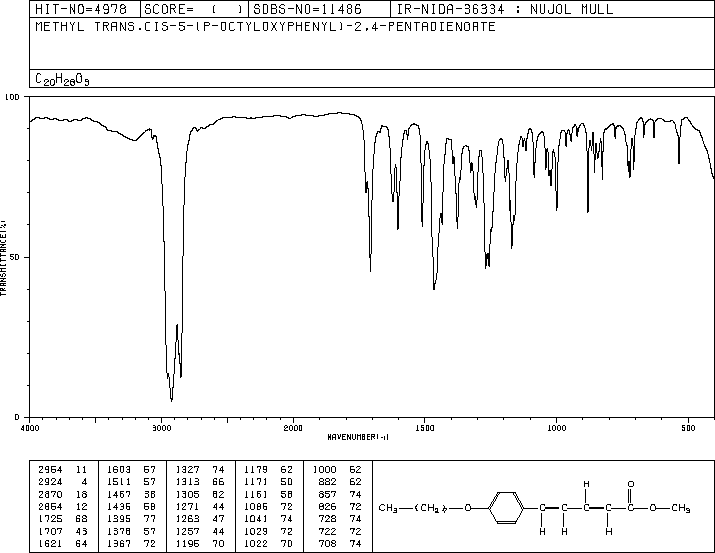 HIT-NO=4978 SCORE= ( ) SDBS-NO=11486 IR-NIDA-36334 : NUJOL MULL
METHYL TRANS.CIS-5-(P-OCTYLOXYPHENYL)-2,4-PENTADIENOATE
C20H26O3
100
50
0
TRANSMITTANCE(%)
4000 3000 2000 1500 1000 500
WAVENUMBER(-1)
2954 11 1603 57 1327 74 1179 62 1000 62
2924 4 1511 57 1313 66 1171 50 882 62
2870 18 1467 38 1305 62 1161 58 857 74
2854 12 1436 58 1271 44 1086 72 826 72
1725 68 1395 77 1263 47 1041 74 728 74
1707 43 1378 57 1257 44 1029 72 722 72
1621 64 1367 72 1195 70 1022 70 708 74
H O
CH3 (CH2)7 O O CH3
H H H